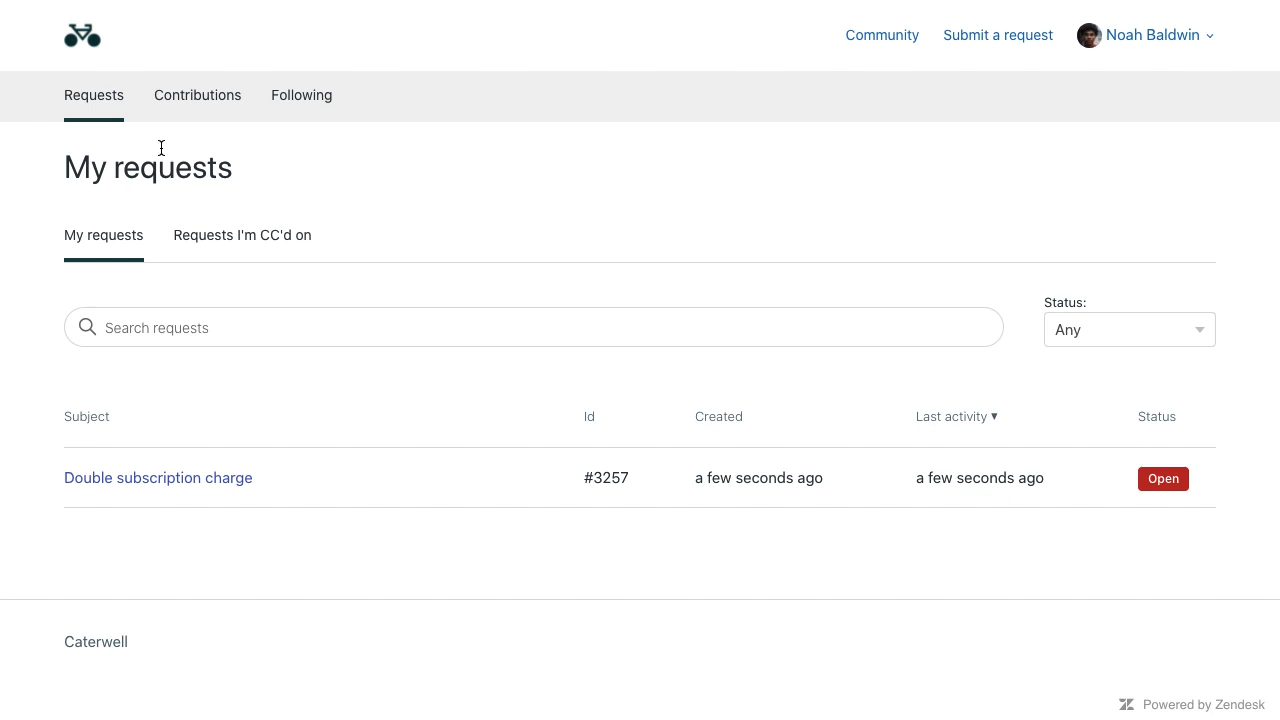 Community Submit a request Noah Baldwin
Requests Contributions Following
My requests
My requests Requests I'm CC'd on
Status:
Search requests Any
Subject Id Created Last activity ▼ Status
Double subscription charge #3257 a few seconds ago a few seconds ago Open
Caterwell
Powered by Zendesk